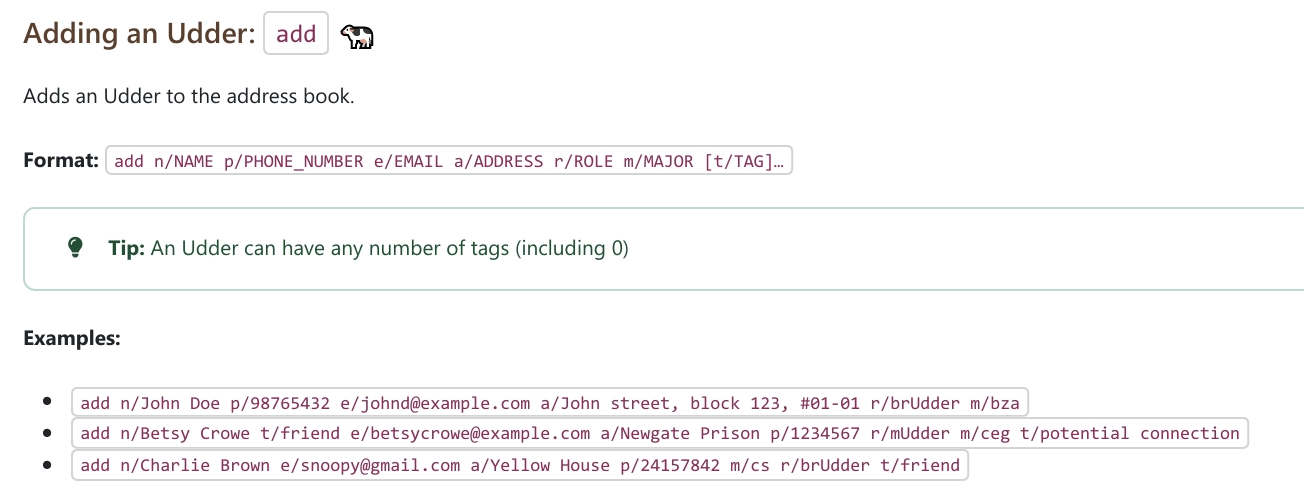 Adding an Udder: add
Adds an Udder to the address book.
Format: add n/NAME p/PHONE_NUMBER e/EMAIL a/ADDRESS r/ROLE m/MAJOR [t/TAG]…
Tip: An Udder can have any number of tags (including 0)
Examples:
add n/John Doe p/98765432 e/johnd@example.com a/John street, block 123, #01-01 r/brUdder m/bza
add n/Betsy Crowe t/friend e/betsycrowe@example.com a/Newgate Prison p/1234567 r/mUdder m/ceg t/potential connection
add n/Charlie Brown e/snoopy@gmail.com a/Yellow House p/24157842 m/cs r/brUdder t/friend